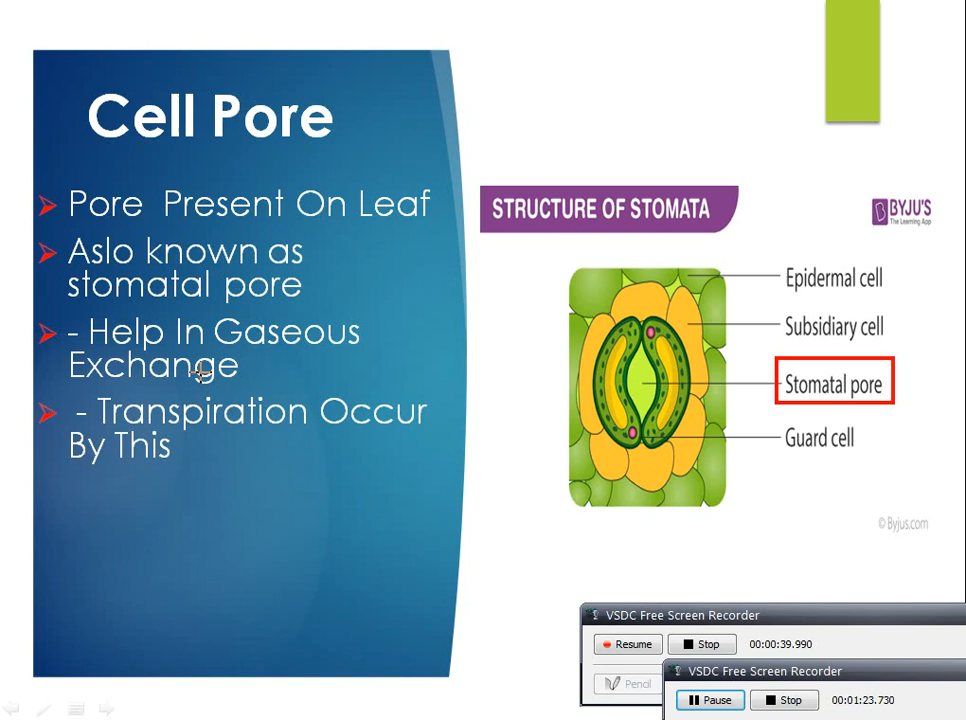 Cell Pore
Pore Present On Leaf
Aslo known as
stomatal pore
- Help In Gaseous
Exchange
- Transpiration Occur
By This
STRUCTURE OF STOMATA
BYJU'S
The Learning App
Epidermal cell
Subsidiary cell
Stomatal pore
Guard cell
© Byjus.com
VSDC Free Screen Recorder
Resume Stop 00:00:39.990
Pencil
VSDC Free Screen Recorder
Pause Stop 00:01:23.730